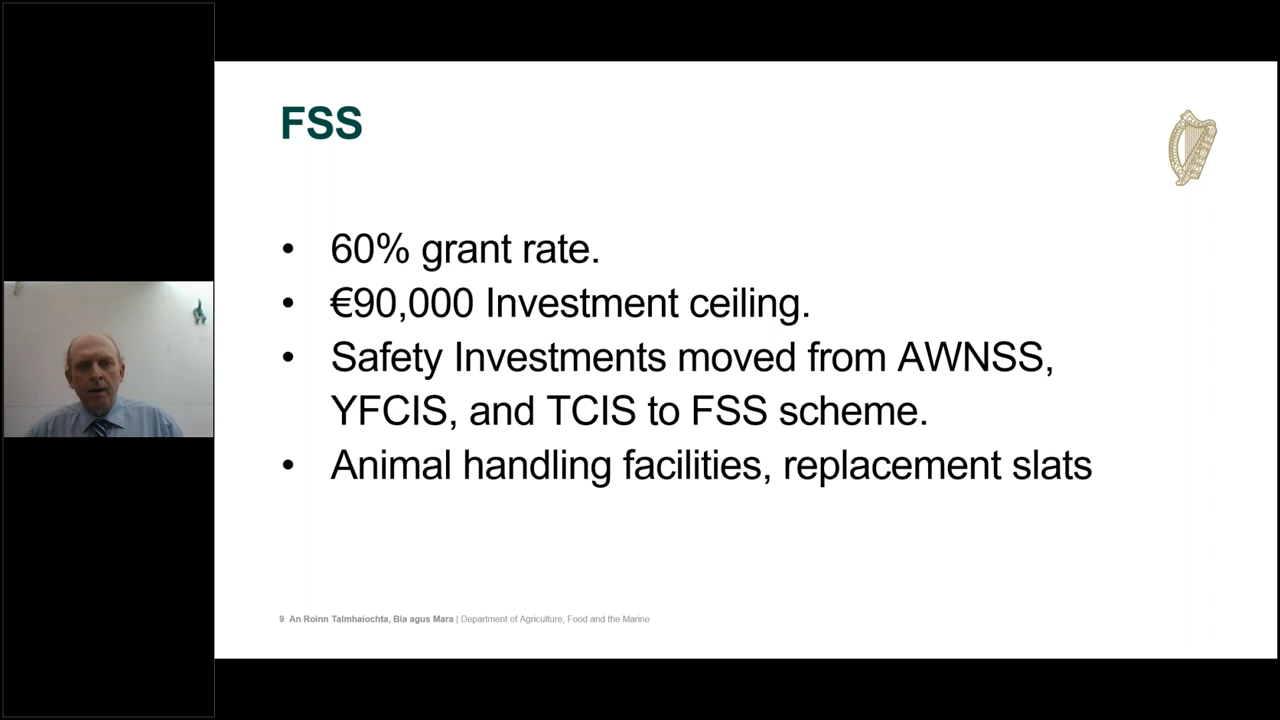 FSS
• 60% grant rate.
• €90,000 Investment ceiling.
• Safety Investments moved from AWNSS,
YFCIS, and TCIS to FSS scheme.
• Animal handling facilities, replacement slats
9 An Roinn Talmhaíochta, Bia agus Mara | Department of Agriculture, Food and the Marine